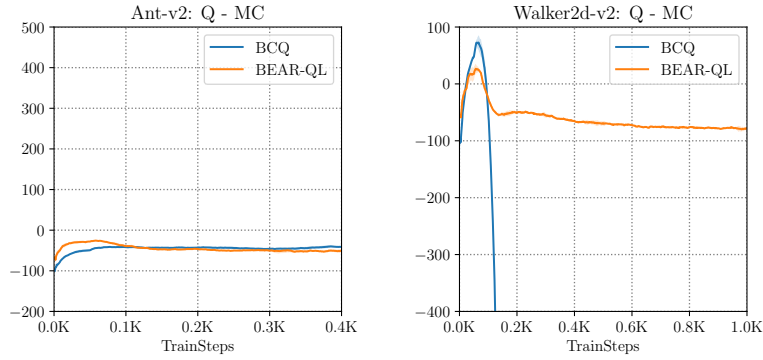 Ant-v2: Q - MC
500
400
300
200
100
0
−100
−200
0.0K 0.1K 0.2K 0.3K 0.4K
TrainSteps
BCQ
BEAR-QL
Walker2d-v2: Q - MC
100
0
−100
−200
−300
−400
0.0K 0.2K 0.4K 0.6K 0.8K 1.0K
TrainSteps
BCQ
BEAR-QL